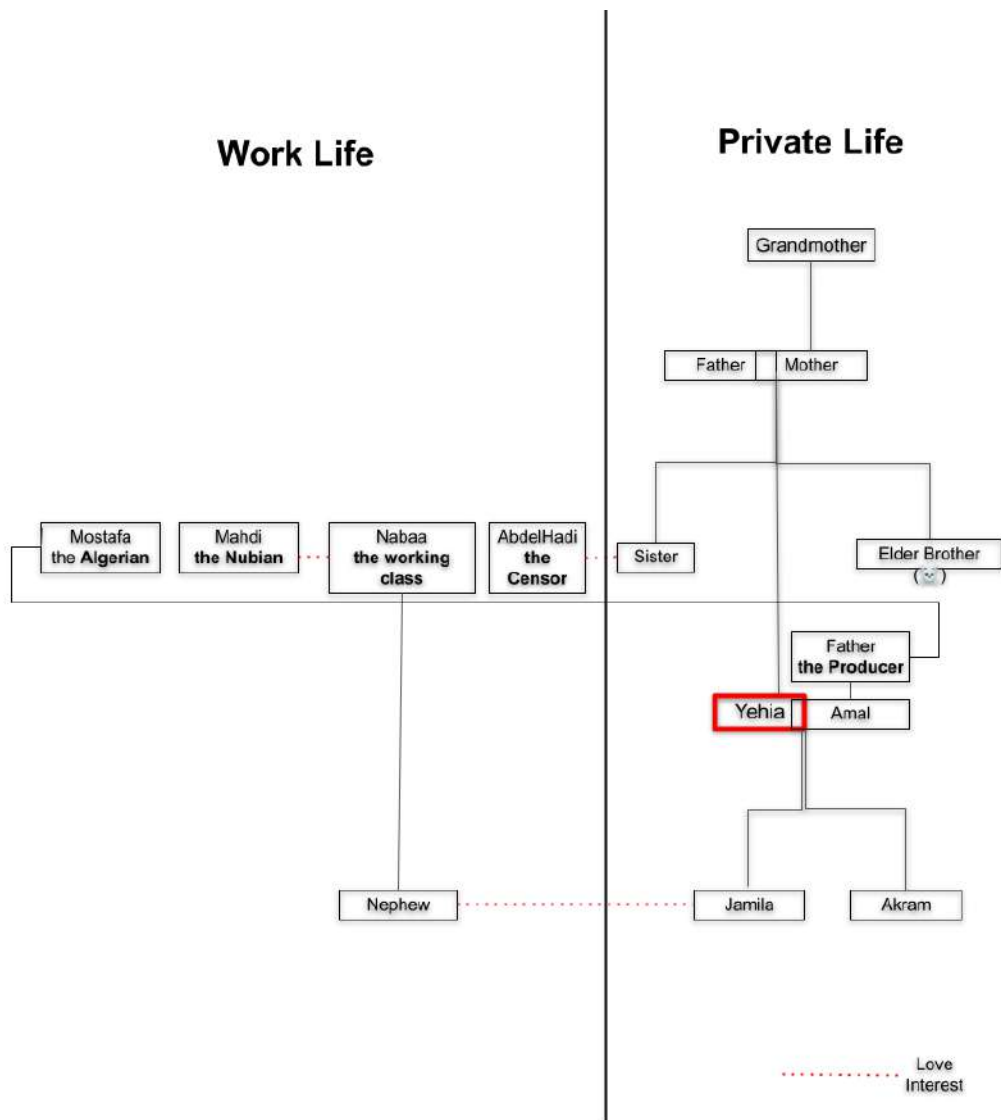 Work Life
Private Life
Grandmother
Father
Mother
Mostafa
the Algerian
Mahdi
the Nubian
Nabaa
the working
class
AbdelHadi
the
Censor
Sister
Elder Brother
(☠️)
Father
the Producer
Yehia
Amal
Nephew
Jamila
Akram
Love
Interest